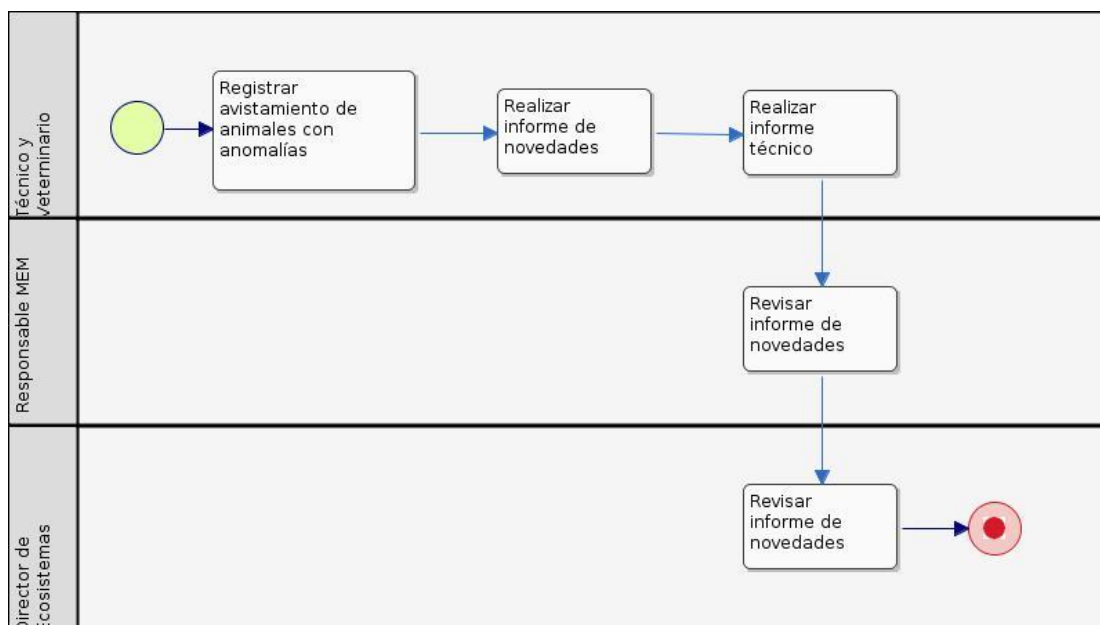 Técnico y
Veterninario
Registrar
avistamiento de
animales con
anomalías
Realizar
informe de
novedades
Realizar
informe
técnico
Responsable MEM
Revisar
informe de
novedades
Director de
Ecosistemas
Revisar
informe de
novedades